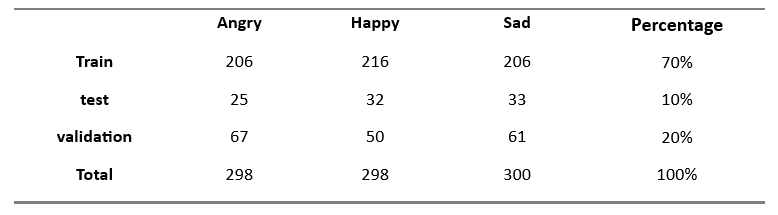 Angry Happy Sad Percentage
Train 206 216 206 70%
test 25 32 33 10%
validation 67 50 61 20%
Total 298 298 300 100%